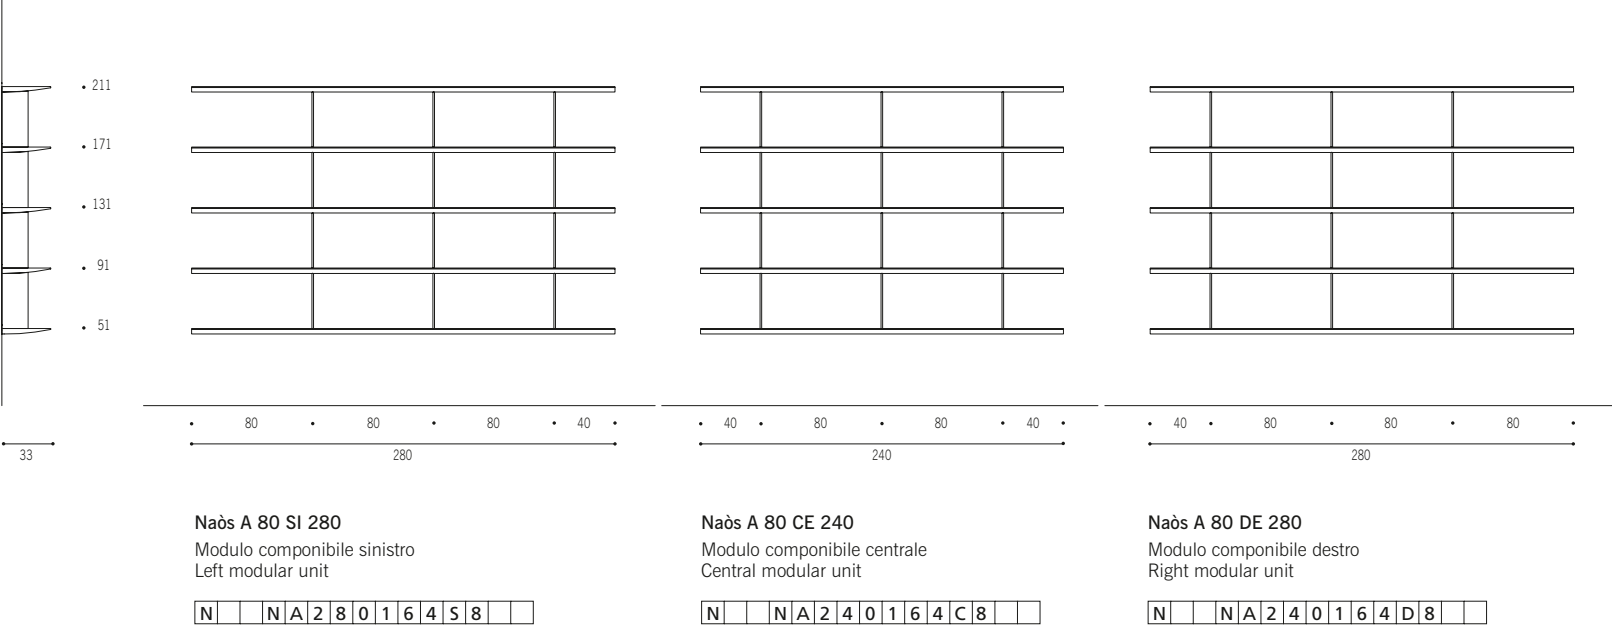 211
171
131
91
51
33
80 80 80 40
280
40 80 80 40
240
40 80 80 80
280
Naòs A 80 SI 280
Modulo componibile sinistro
Left modular unit
N NA280164S8
Naòs A 80 CE 240
Modulo componibile centrale
Central modular unit
N NA240164C8
Naòs A 80 DE 280
Modulo componibile destro
Right modular unit
N NA240164D8